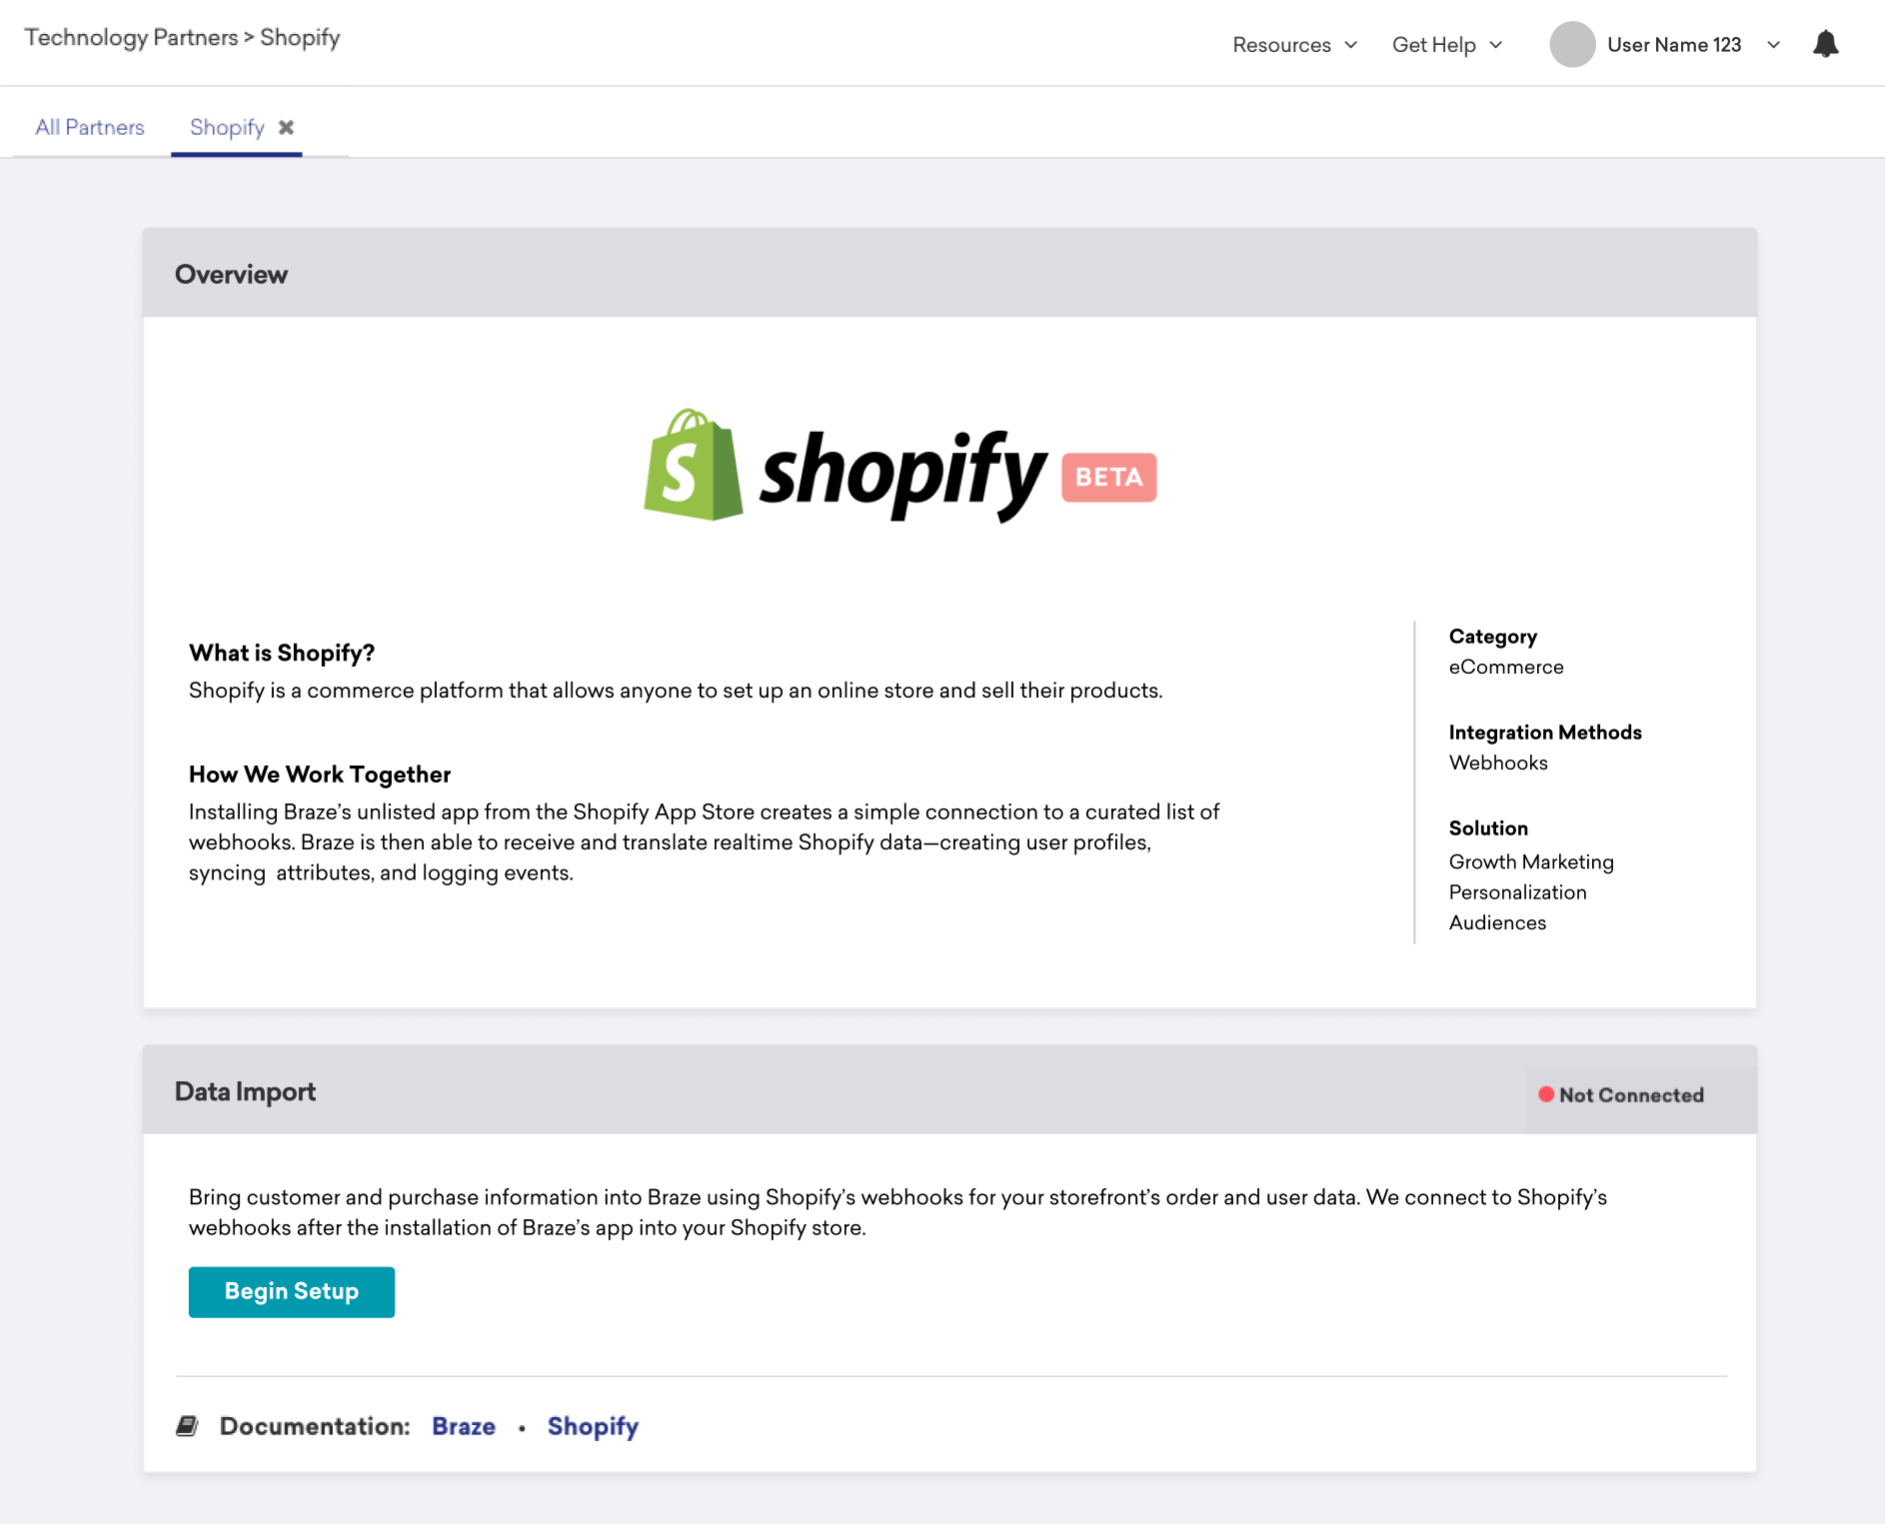 Technology Partners > Shopify
Resources
Get Help
User Name 123
All Partners
Shopify
Overview
shopify
BETA
What is Shopify?
Shopify is a commerce platform that allows anyone to set up an online store and sell their products.
How We Work Together
Installing Braze’s unlisted app from the Shopify App Store creates a simple connection to a curated list of
webhooks. Braze is then able to receive and translate realtime Shopify data—creating user profiles,
syncing attributes, and logging events.
Category
eCommerce
Integration Methods
Webhooks
Solution
Growth Marketing
Personalization
Audiences
Data Import
Not Connected
Bring customer and purchase information into Braze using Shopify’s webhooks for your storefront’s order and user data. We connect to Shopify’s
webhooks after the installation of Braze’s app into your Shopify store.
Begin Setup
Documentation: Braze • Shopify